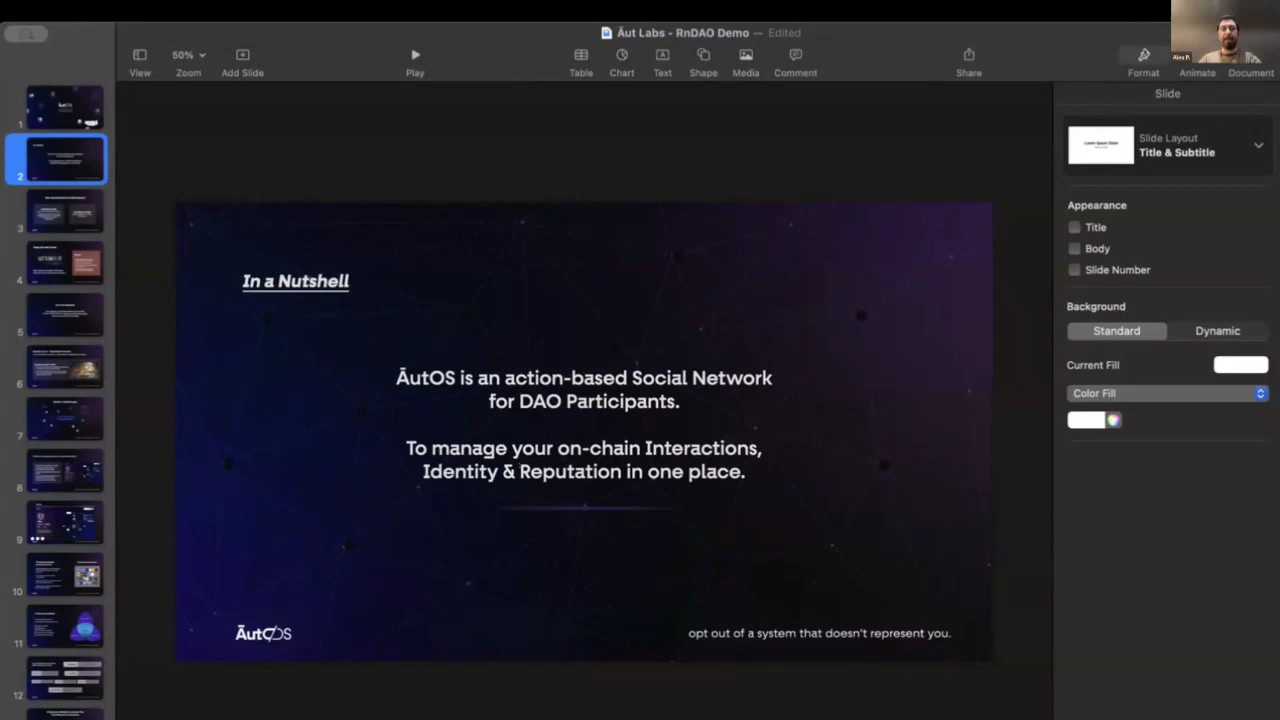 Äut Labs - RnDAO Demo — Edited
View
50%
Zoom
Add Slide
Play
Table
Chart
Text
Shape
Media
Comment
Share
Format
Animate
Document
Alex P.
Slide
Slide Layout
Title & Subtitle
Appearance
Title
Body
Slide Number
Background
Standard
Dynamic
Current Fill
Color Fill
1
2
3
4
5
6
7
8
9
10
11
12
In a Nutshell
ĀutOS is an action-based Social Network
for DAO Participants.
To manage your on-chain Interactions,
Identity & Reputation in one place.
ĀutOS
opt out of a system that doesn't represent you.